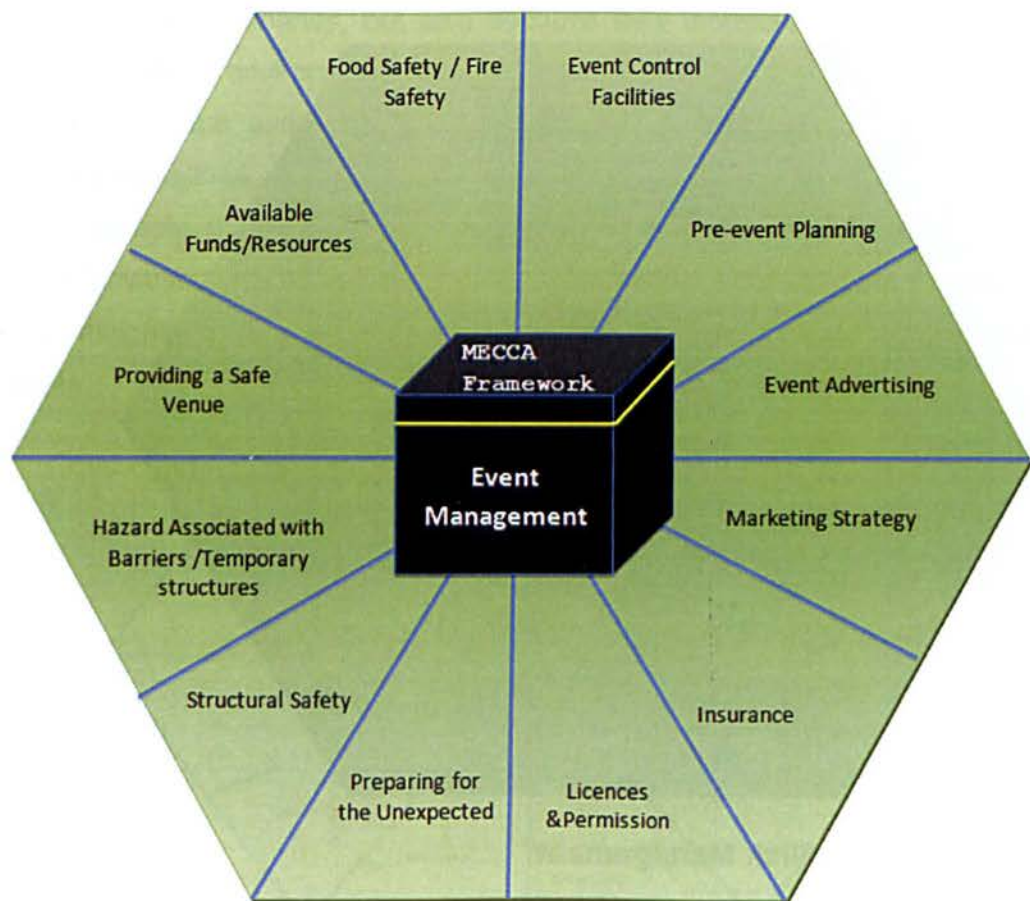 Food Safety / Fire
Safety
Event Control
Facilities
Available
Funds/Resources
Pre-event Planning
MECCA
Framework
Providing a Safe
Venue
Event Advertising
Event
Management
Hazard Associated with
Barriers /Temporary
structures
Marketing Strategy
Structural Safety
Insurance
Preparing for
the Unexpected
Licences
&Permission